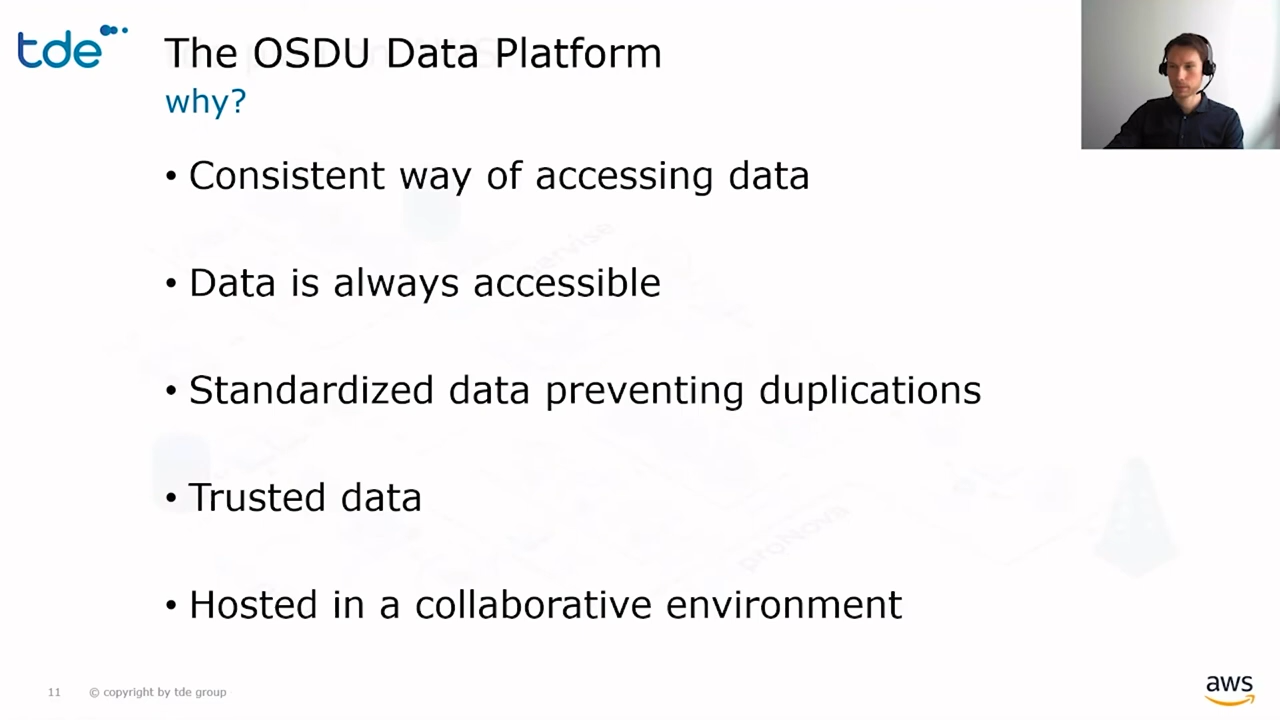 tde
The OSDU Data Platform
why?
• Consistent way of accessing data
• Data is always accessible
• Standardized data preventing duplications
• Trusted data
proNova
• Hosted in a collaborative environment
11 © copyright by tde group
aws